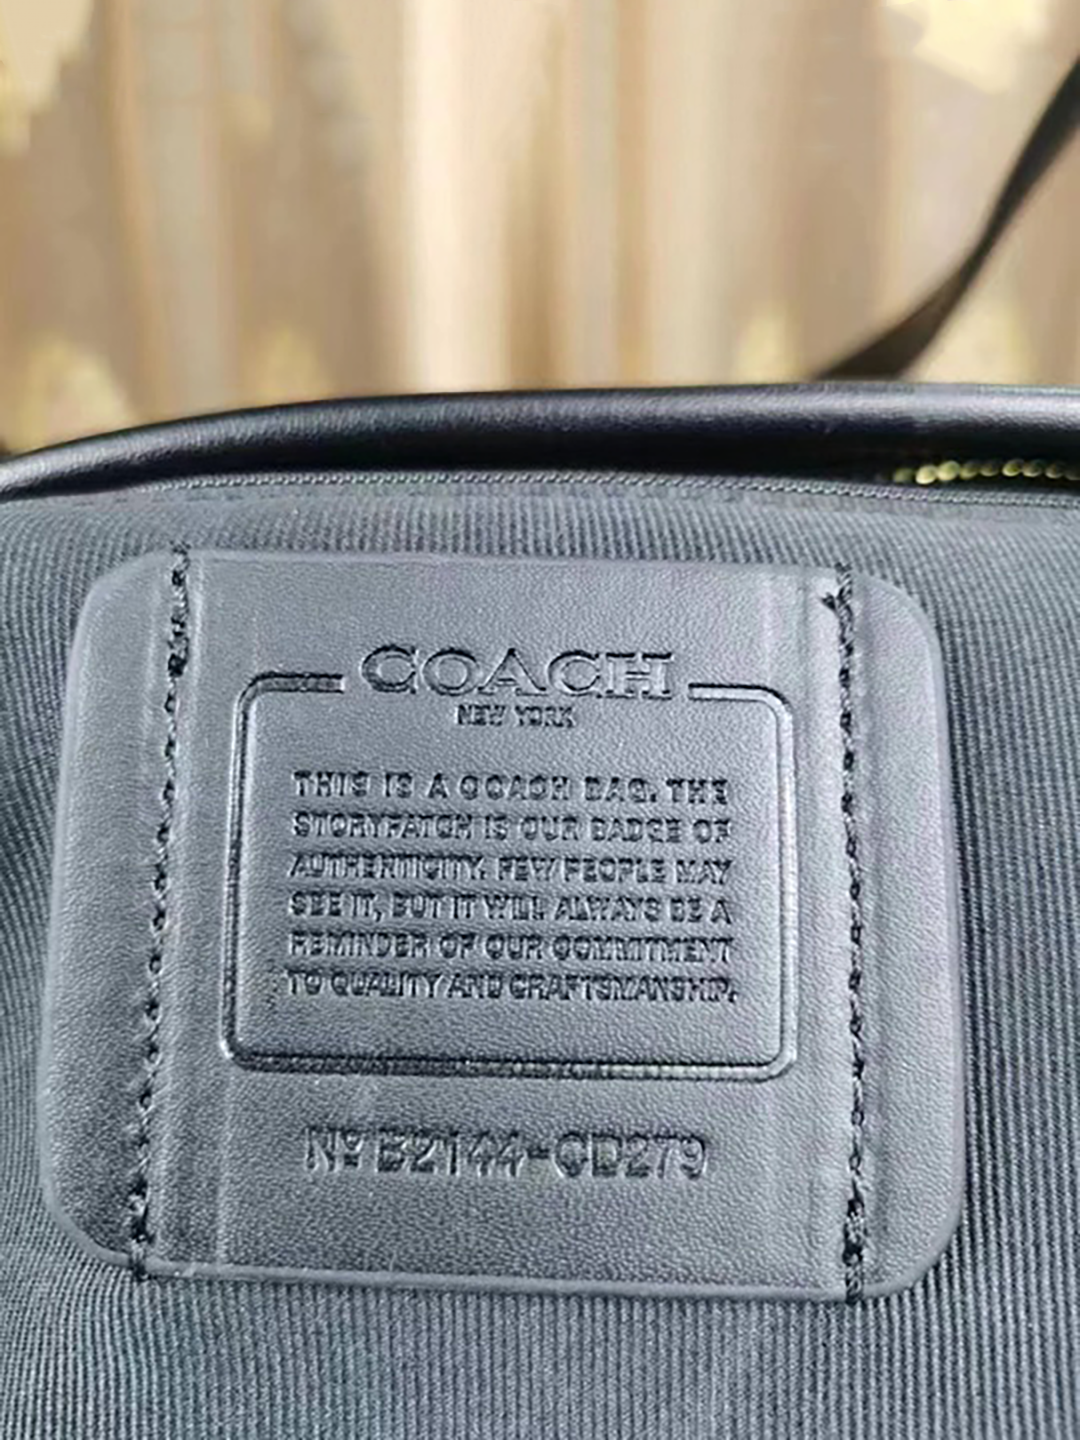 COACH
NEW YORK
THIS IS A COACH BAG. THE
STORYPATCH IS OUR BADGE OF
AUTHENTICITY. FEW PEOPLE MAY
SEE IT, BUT IT WILL ALWAYS BE A
REMINDER OF OUR COMMITMENT
TO QUALITY AND CRAFTSMANSHIP.
Nº B2144-CD279